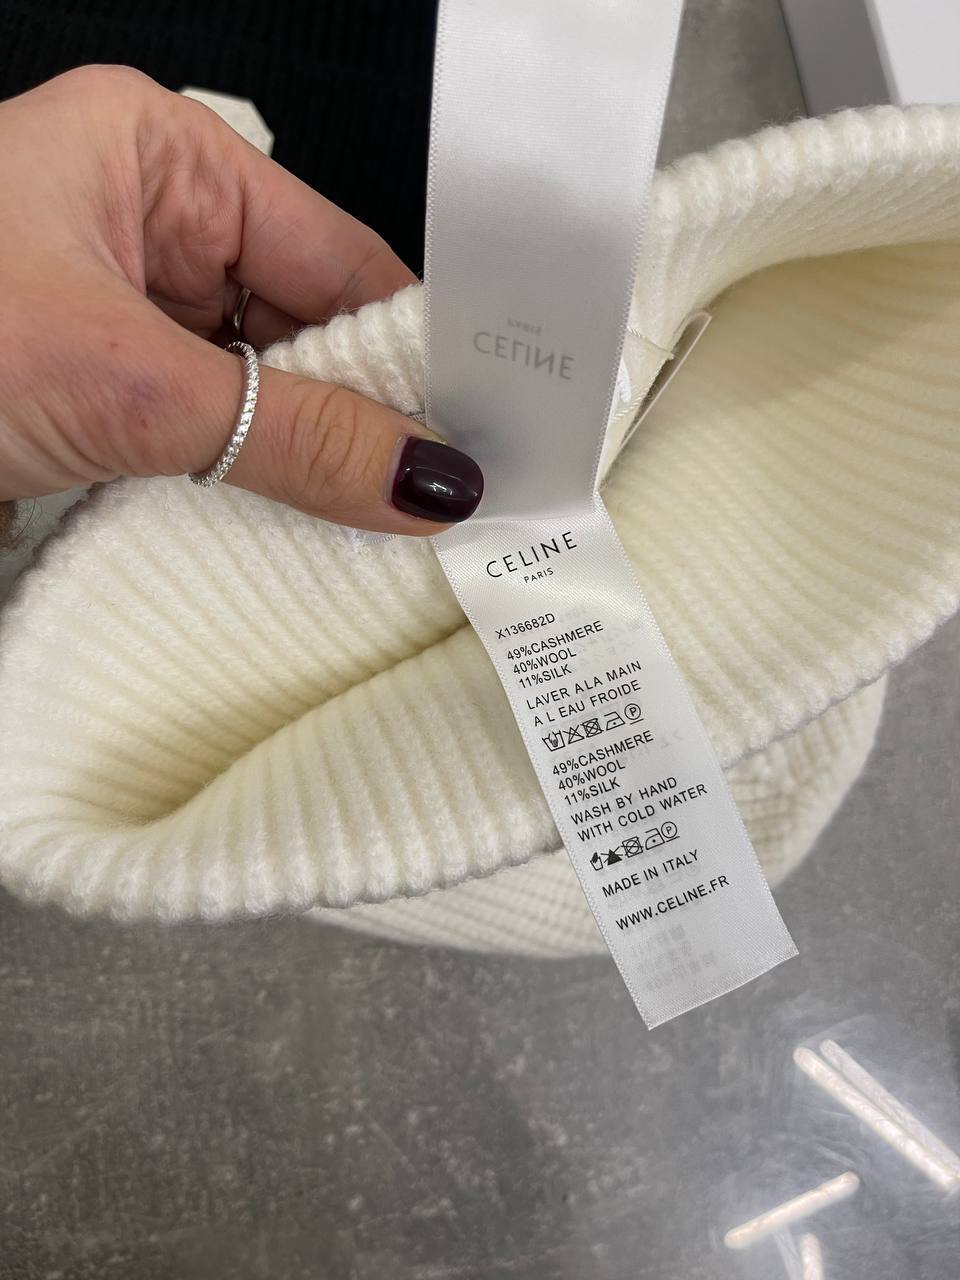 PARIS
CELINE
CELINE
PARIS
X136682D
49%CASHMERE
40%WOOL
11%SILK
LAVER A LA MAIN
A L EAU FROIDE
49%CASHMERE
40%WOOL
11%SILK
WASH BY HAND
WITH COLD WATER
MADE IN ITALY
WWW.CELINE.FR